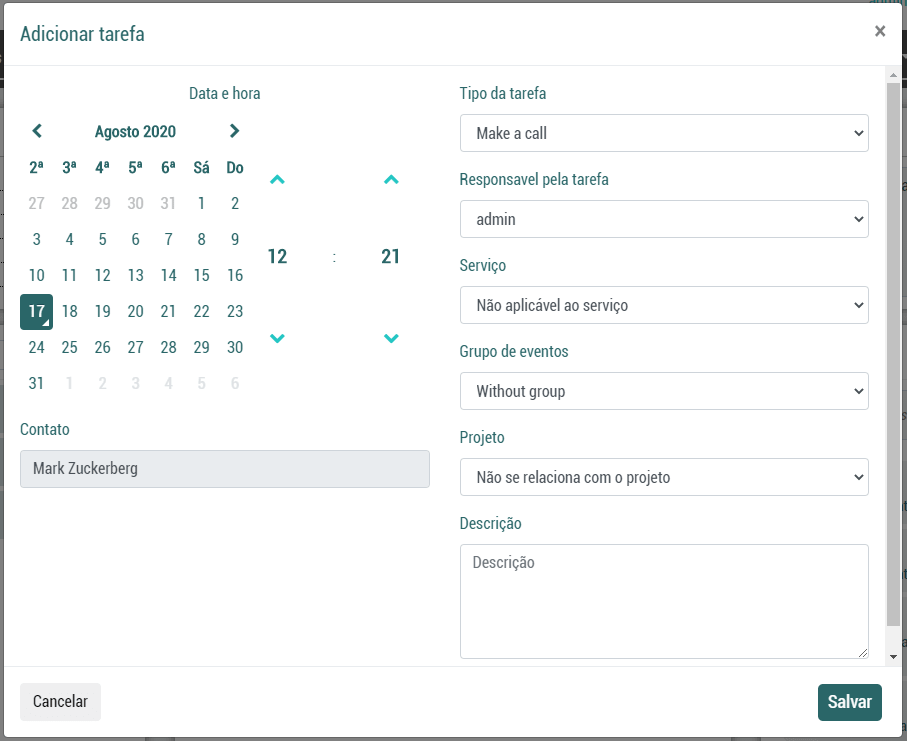 Adicionar tarefa
×
Data e hora
Agosto 2020
2ª 3ª 4ª 5ª 6ª Sá Do
27 28 29 30 31 1 2
3 4 5 6 7 8 9
10 11 12 13 14 15 16
17 18 19 20 21 22 23
24 25 26 27 28 29 30
31 1 2 3 4 5 6
12 : 21
Contato
Mark Zuckerberg
Tipo da tarefa
Make a call
Responsavel pela tarefa
admin
Serviço
Não aplicável ao serviço
Grupo de eventos
Without group
Projeto
Não se relaciona com o projeto
Descrição
Descrição
Cancelar
Salvar